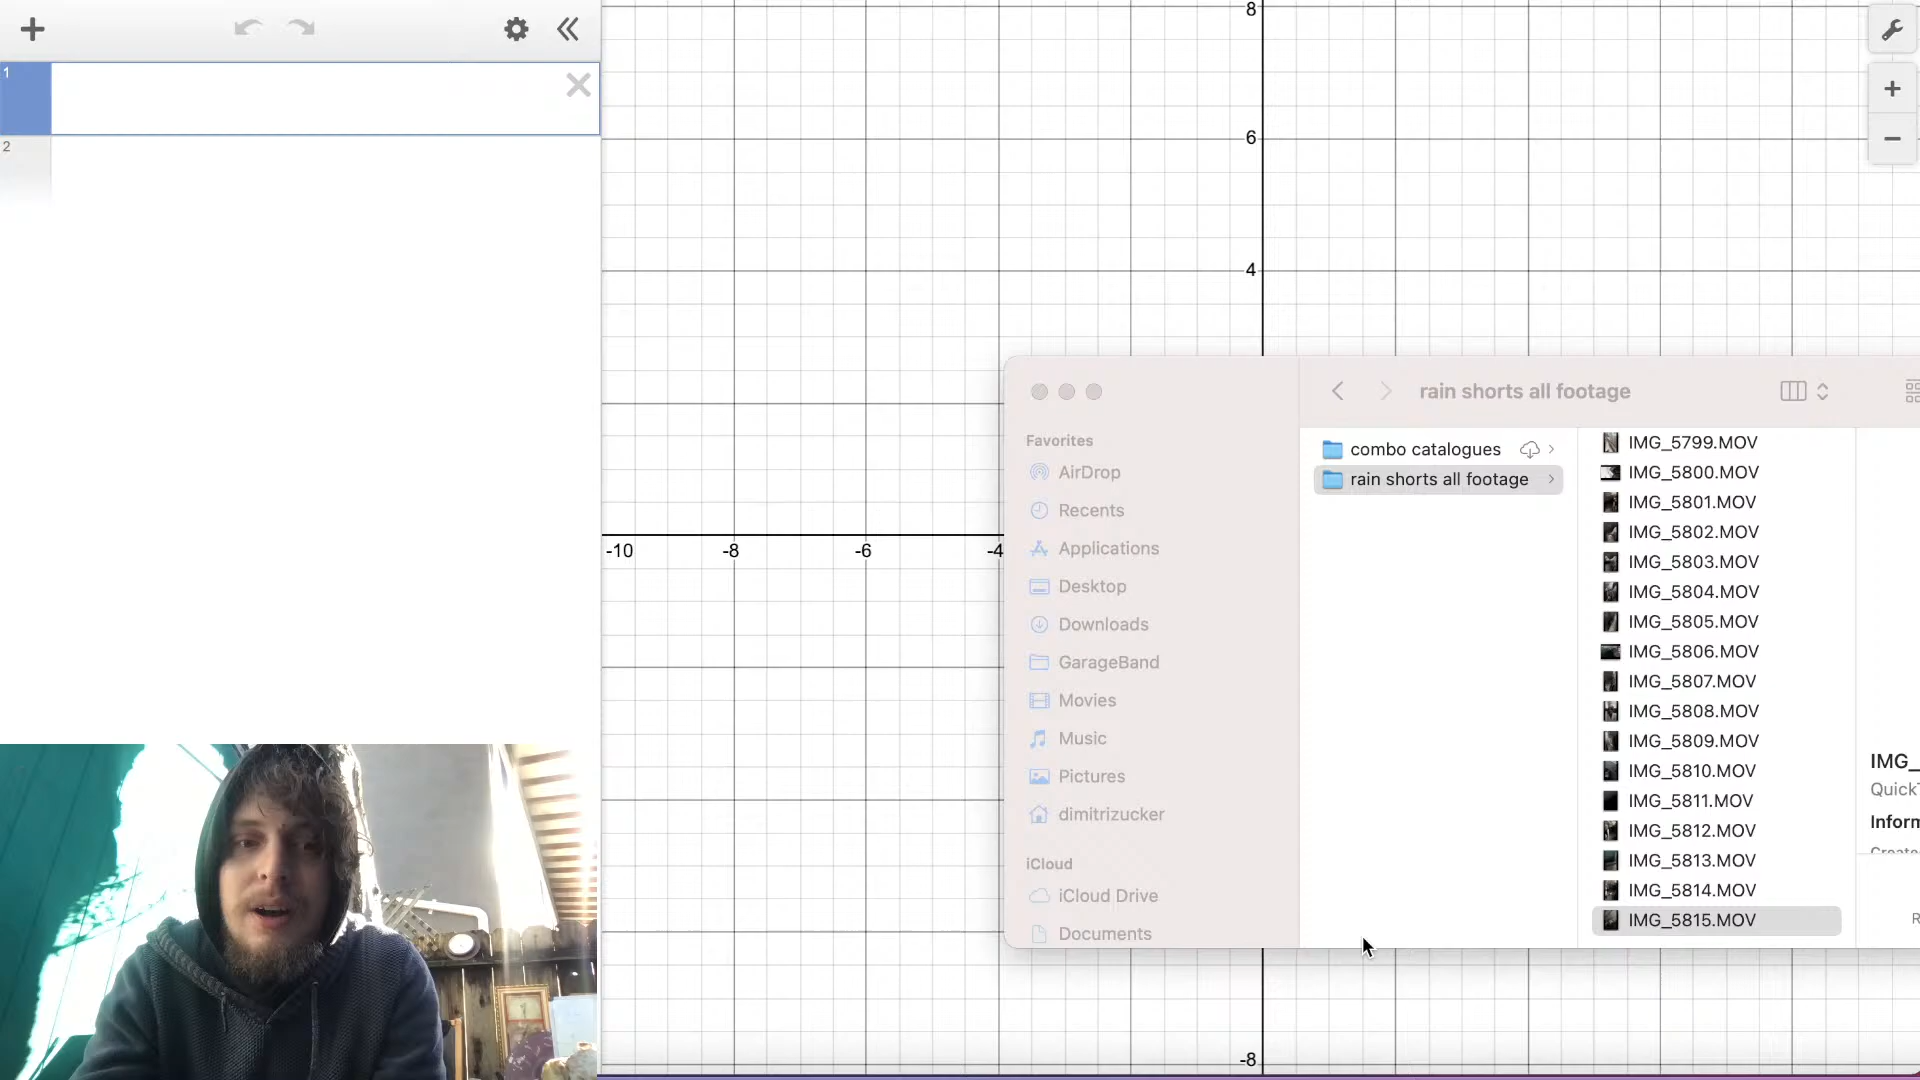 1
2
8
6
4
-10
-8
-6
-4
-8
rain shorts all footage
Favorites
AirDrop
Recents
Applications
Desktop
Downloads
GarageBand
Movies
Music
Pictures
dimitrizucker
iCloud
iCloud Drive
Documents
combo catalogues
rain shorts all footage
IMG_5799.MOV
IMG_5800.MOV
IMG_5801.MOV
IMG_5802.MOV
IMG_5803.MOV
IMG_5804.MOV
IMG_5805.MOV
IMG_5806.MOV
IMG_5807.MOV
IMG_5808.MOV
IMG_5809.MOV
IMG_5810.MOV
IMG_5811.MOV
IMG_5812.MOV
IMG_5813.MOV
IMG_5814.MOV
IMG_5815.MOV
IMG_
QuickT
Inform